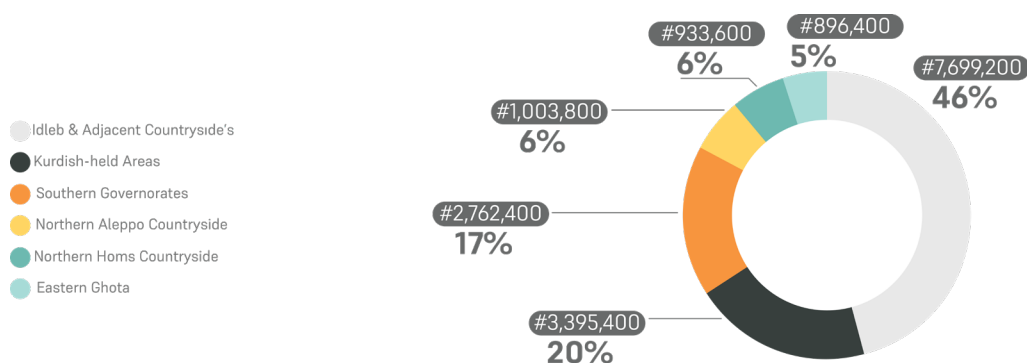 Idleb & Adjacent Countryside's
Kurdish-held Areas
Southern Governorates
Northern Aleppo Countryside
Northern Homs Countryside
Eastern Ghota
#896,400
5%
#933,600
6%
#7,699,200
46%
#1,003,800
6%
#2,762,400
17%
#3,395,400
20%